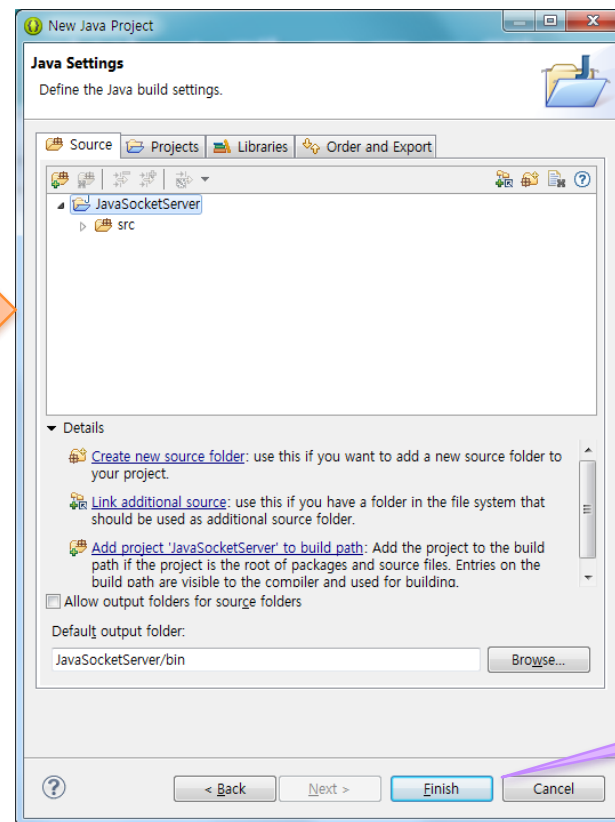 New Java Project
Java Settings
Define the Java build settings.
Source Projects Libraries Order and Export
JavaSocketServer
src
Details
Create new source folder: use this if you want to add a new source folder to
your project.
Link additional source: use this if you have a folder in the file system that
should be used as additional source folder.
Add project 'JavaSocketServer' to build path: Add the project to the build
path if the project is the root of packages and source files. Entries on the
build path are visible to the compiler and used for building.
Allow output folders for source folders
Default output folder:
JavaSocketServer/bin Browse...
< Back Next > Finish Cancel